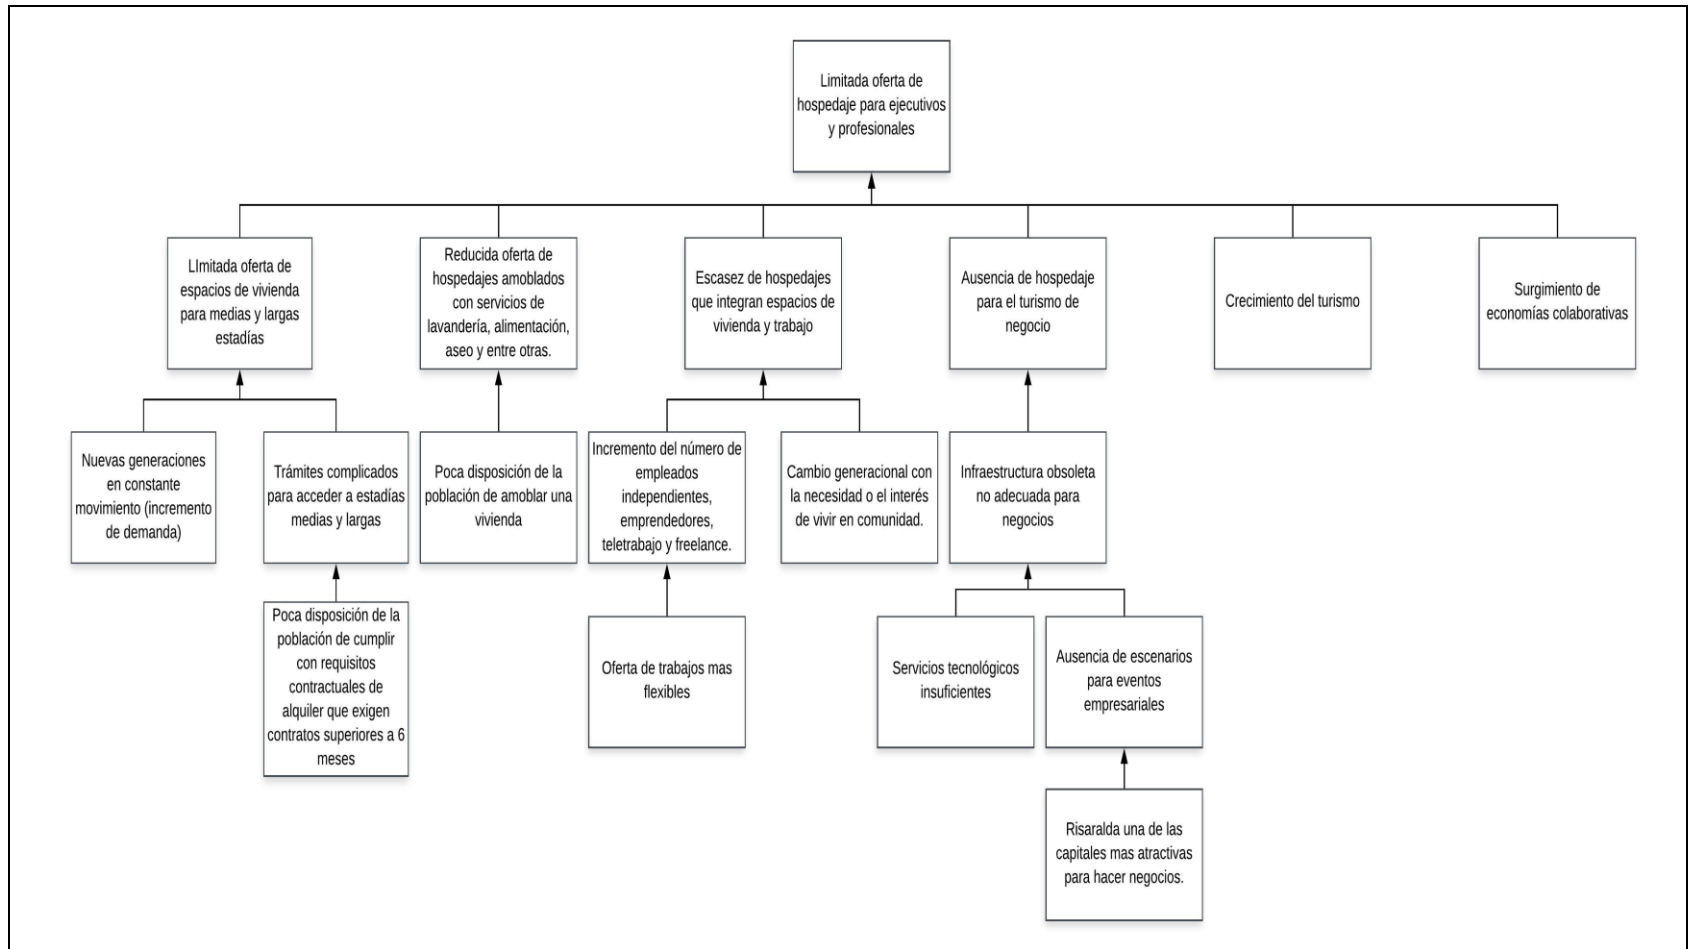 Limitada oferta de
hospedaje para ejecutivos
y profesionales
LImitada oferta de
espacios de vivienda
para medias y largas
estadías
Reducida oferta de
hospedajes amoblados
con servicios de
lavandería, alimentación,
aseo y entre otras.
Escasez de hospedajes
que integran espacios de
vivienda y trabajo
Ausencia de hospedaje
para el turismo de
negocio
Crecimiento del turismo
Surgimiento de
economías colaborativas
Nuevas generaciones
en constante
movimiento (incremento
de demanda)
Trámites complicados
para acceder a estadías
medias y largas
Poca disposición de la
población de amoblar una
vivienda
Incremento del número de
empleados
independientes,
emprendedores,
teletrabajo y freelance.
Cambio generacional con
la necesidad o el interés
de vivir en comunidad.
Infraestructura obsoleta
no adecuada para
negocios
Poca disposición de la
población de cumplir
con requisitos
contractuales de
alquiler que exigen
contratos superiores a 6
meses
Oferta de trabajos mas
flexibles
Servicios tecnológicos
insuficientes
Ausencia de escenarios
para eventos
empresariales
Risaralda una de las
capitales mas atractivas
para hacer negocios.